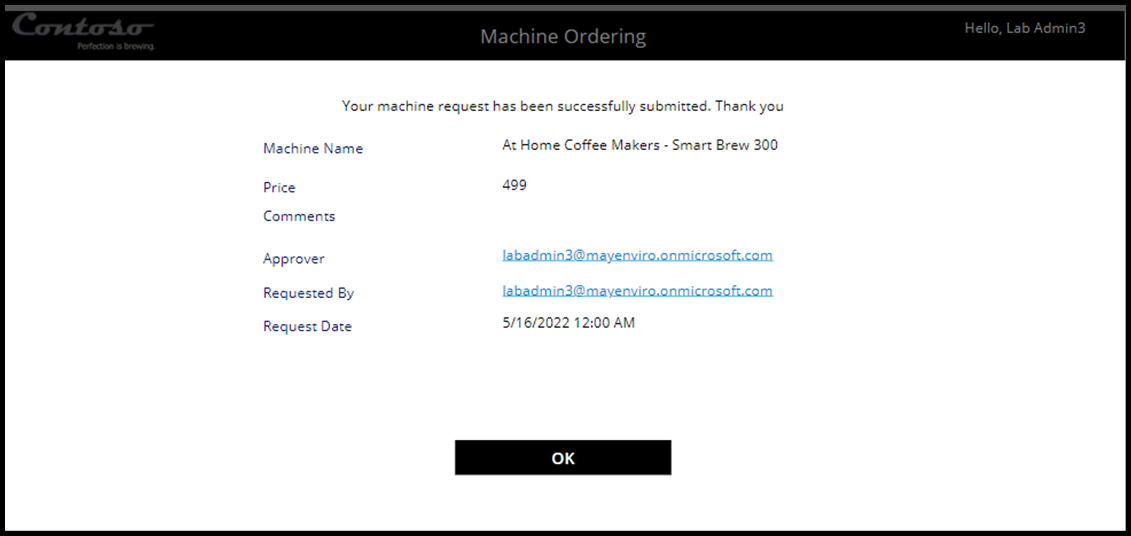 Contoso
Perfection is brewing.
Machine Ordering
Hello, Lab Admin3
Your machine request has been successfully submitted. Thank you
Machine Name At Home Coffee Makers - Smart Brew 300
Price 499
Comments
Approver labadmin3@mayenviro.onmicrosoft.com
Requested By labadmin3@mayenviro.onmicrosoft.com
Request Date 5/16/2022 12:00 AM
OK